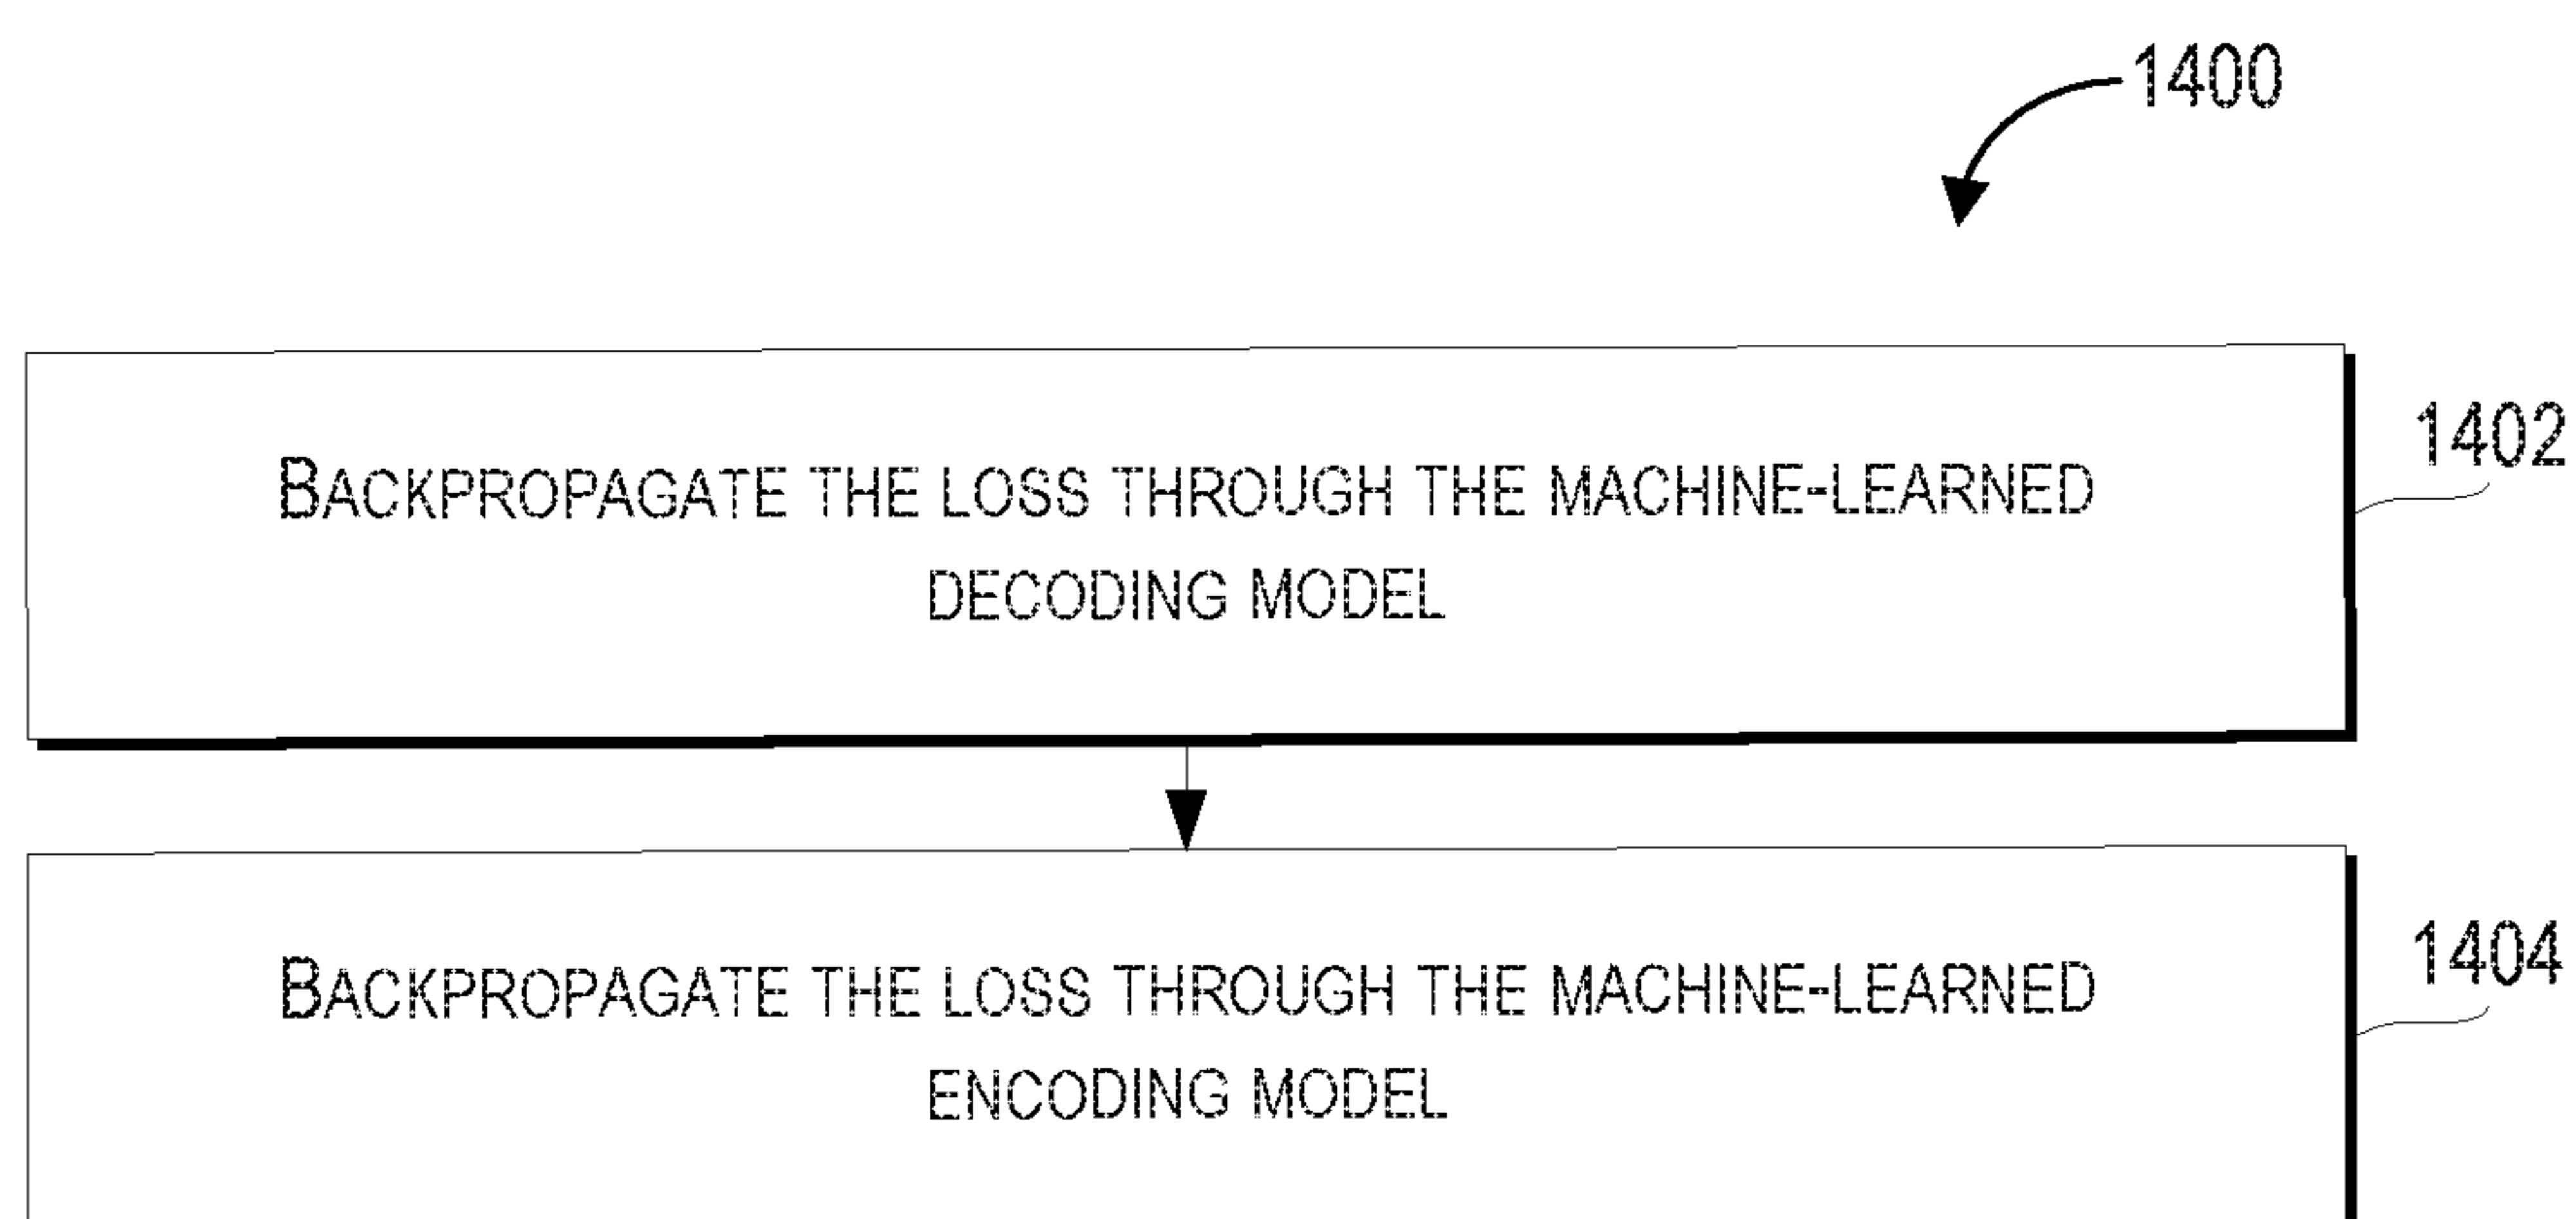 1400
BACKPROPAGATE THE LOSS THROUGH THE MACHINE-LEARNED
DECODING MODEL
1402
BACKPROPAGATE THE LOSS THROUGH THE MACHINE-LEARNED
ENCODING MODEL
1404